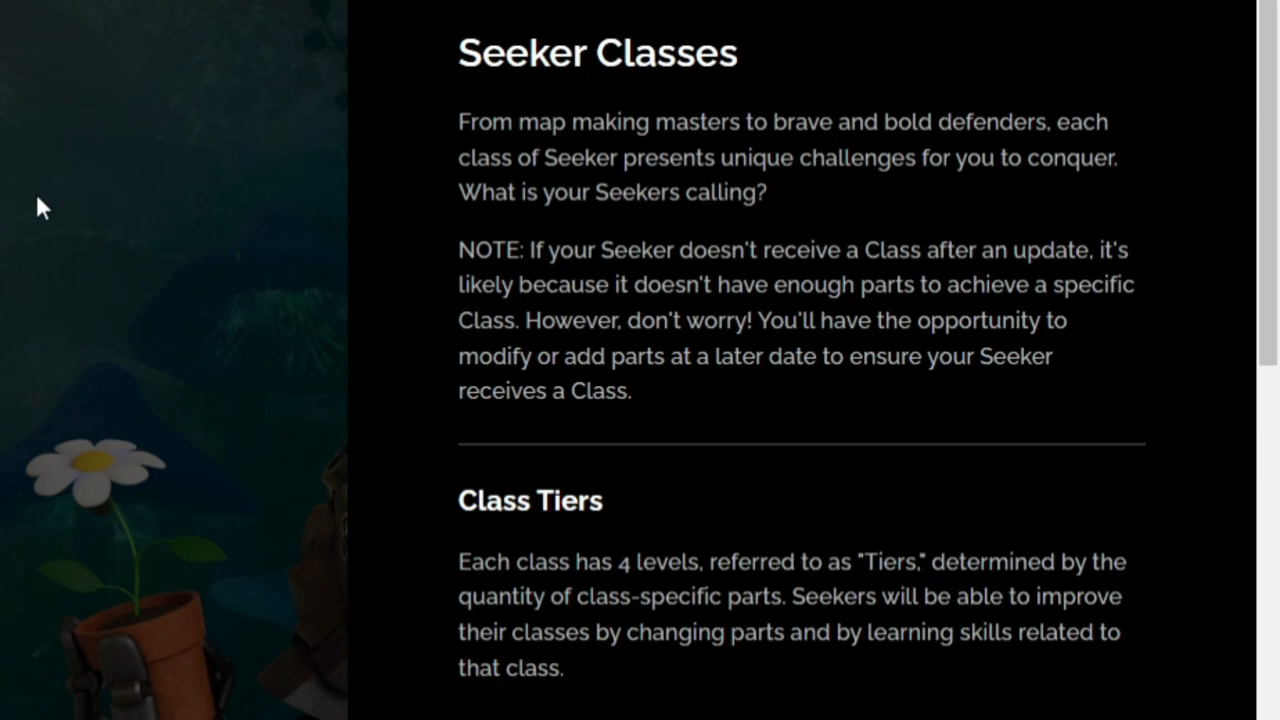 Seeker Classes
From map making masters to brave and bold defenders, each
class of Seeker presents unique challenges for you to conquer.
What is your Seekers calling?
NOTE: If your Seeker doesn't receive a Class after an update, it's
likely because it doesn't have enough parts to achieve a specific
Class. However, don't worry! You'll have the opportunity to
modify or add parts at a later date to ensure your Seeker
receives a Class.
Class Tiers
Each class has 4 levels, referred to as "Tiers," determined by the
quantity of class-specific parts. Seekers will be able to improve
their classes by changing parts and by learning skills related to
that class.